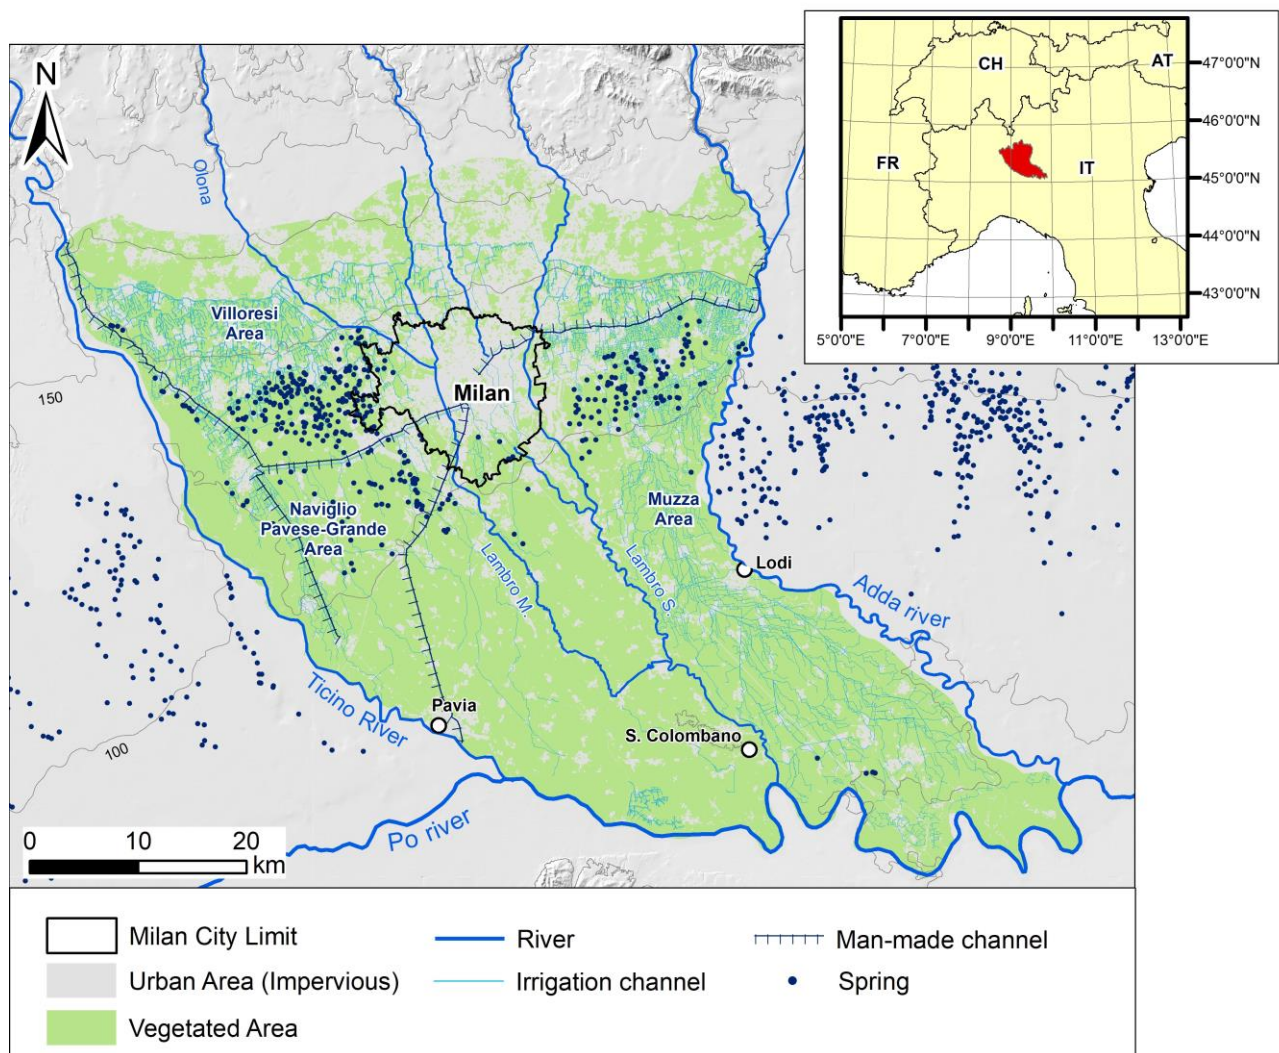 N
Olona
Villoresi
Area
Milan
150
Naviglio
Pavese-Grande
Area
Muzza
Area
Lodi
Lambro M.
Lambro S.
Adda river
Ticino River
Pavia
S. Colombano
100
Po river
0 10 20
km
CH
AT
FR
IT
47°0'0"N
46°0'0"N
45°0'0"N
44°0'0"N
43°0'0"N
5°0'0"E 7°0'0"E 9°0'0"E 11°0'0"E 13°0'0"E
Milan City Limit
River
Man-made channel
Urban Area (Impervious)
Irrigation channel
Spring
Vegetated Area